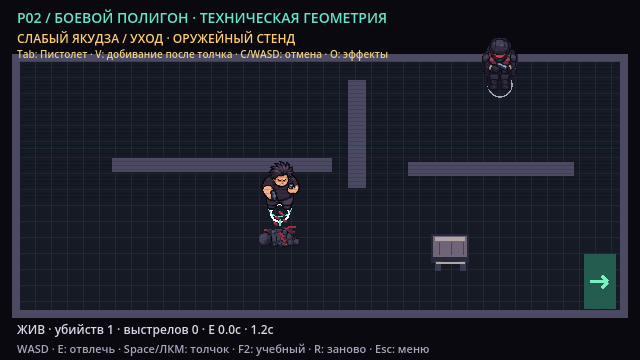 P02 / БОЕВОЙ ПОЛИГОН · ТЕХНИЧЕСКАЯ ГЕОМЕТРИЯ
СЛАБЫЙ ЯКУДЗА / УХОД · ОРУЖЕЙНЫЙ СТЕНД
Tab: Пистолет · V: добивание после толчка · C/WASD: отмена · O: эффекты
ЖИВ · убийств 1 · выстрелов 0 · E 0.0с · 1.2с
WASD · E: отвлечь · Space/ЛКМ: толчок · F2: учебный · R: заново · Esc: меню